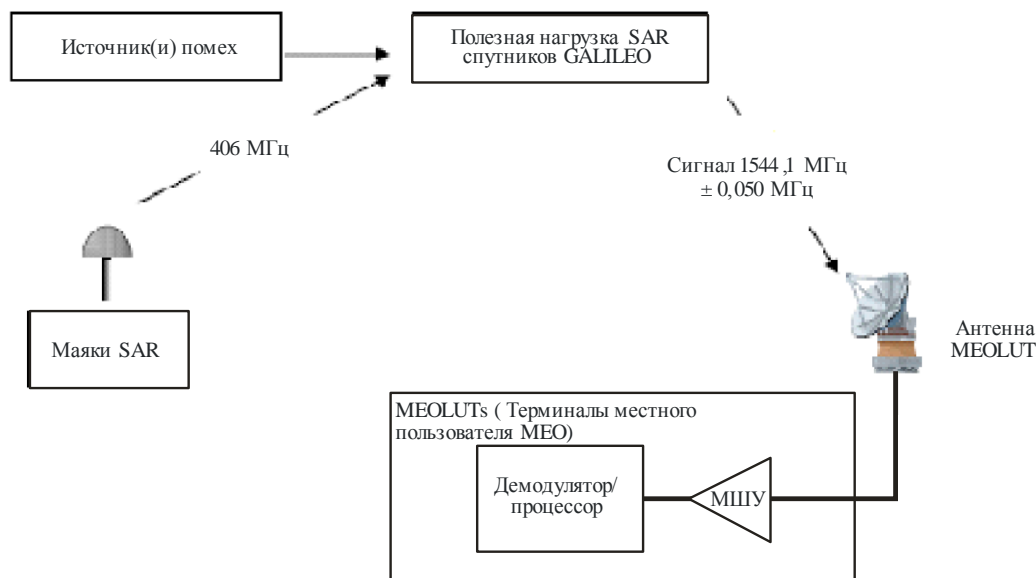 Источник(и) помех
Полезная нагрузка SAR
спутников GALILEO
406 МГц
Сигнал 1544,1 МГц
± 0,050 МГц
Маяки SAR
Антенна
MEOLUT
MEOLUTs ( Терминалы местного
пользователя MEO)
Демодулятор/
процессор
МШУ